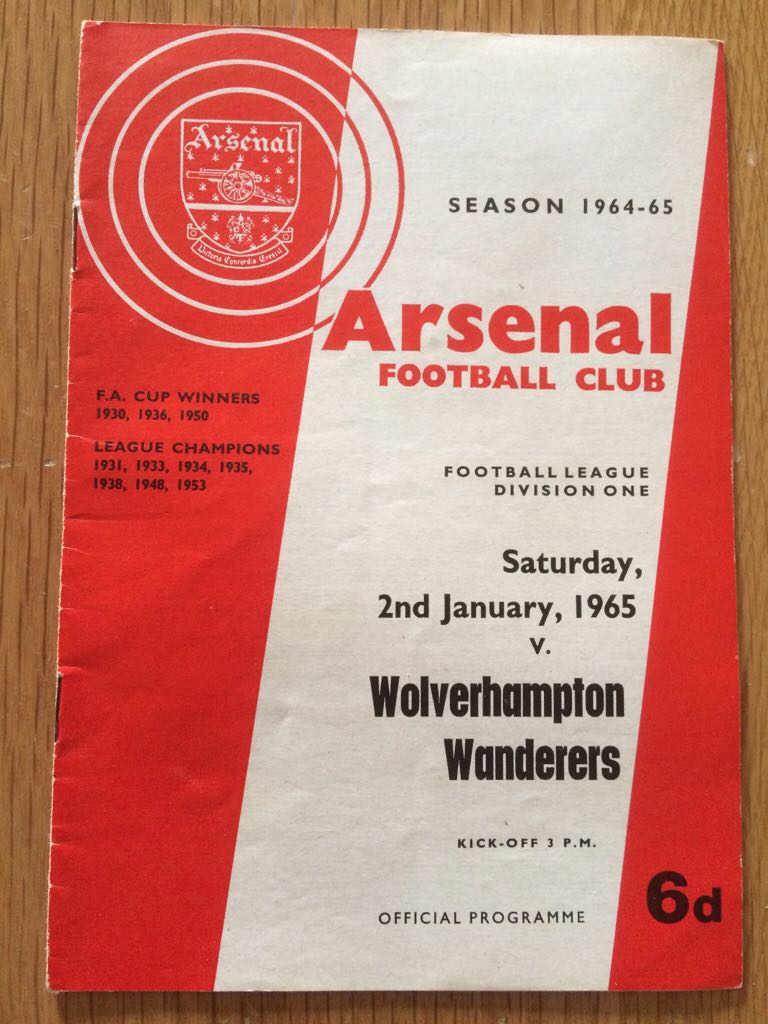 Arsenal
Victoria Concordia Crescit
SEASON 1964-65
Arsenal
FOOTBALL CLUB
F.A. CUP WINNERS
1930, 1936, 1950
LEAGUE CHAMPIONS
1931, 1933, 1934, 1935,
1938, 1948, 1953
FOOTBALL LEAGUE
DIVISION ONE
Saturday,
2nd January, 1965
v.
Wolverhampton
Wanderers
KICK-OFF 3 P.M.
OFFICIAL PROGRAMME
6d